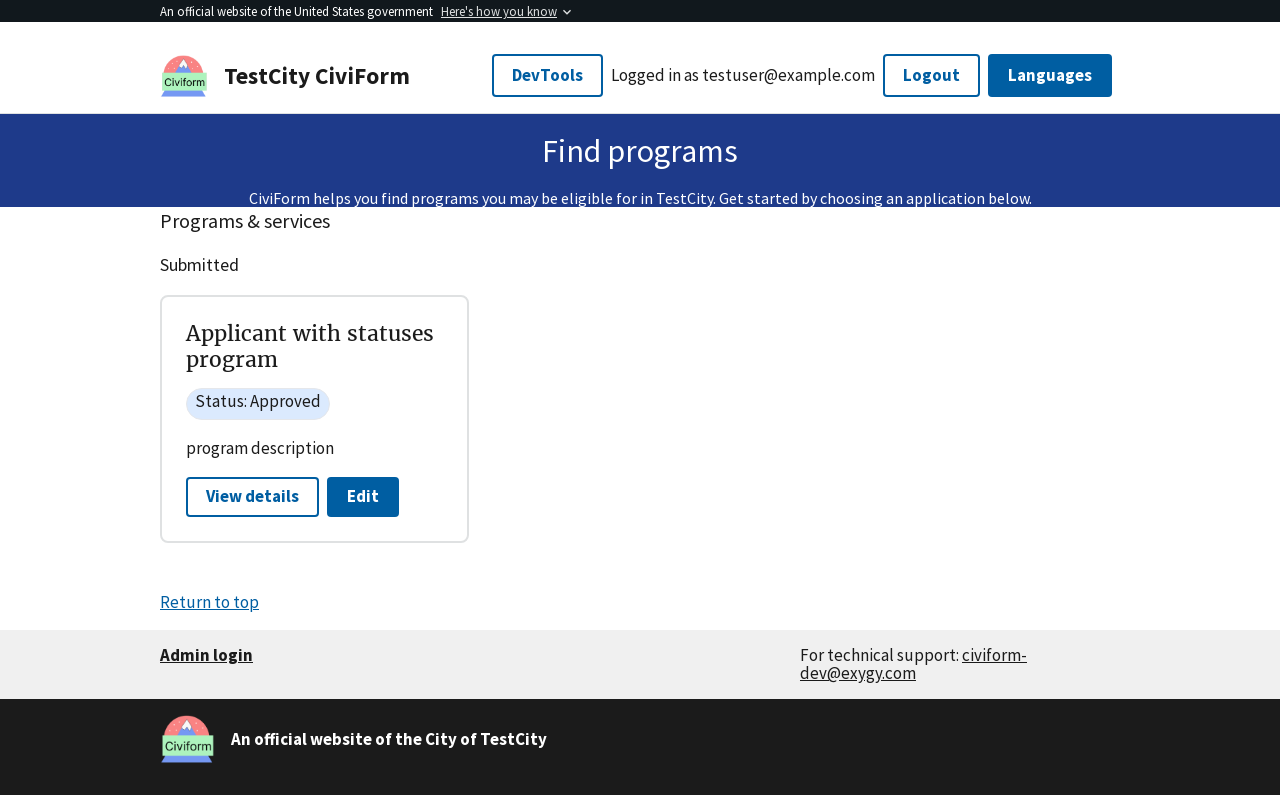 An official website of the United States government Here's how you know
Civiform
TestCity CiviForm
DevTools
Logged in as testuser@example.com
Logout
Languages
Find programs
CiviForm helps you find programs you may be eligible for in TestCity. Get started by choosing an application below.
Programs & services
Submitted
Applicant with statuses
program
Status: Approved
program description
View details
Edit
Return to top
Admin login
For technical support: civiform-
dev@exygy.com
Civiform
An official website of the City of TestCity